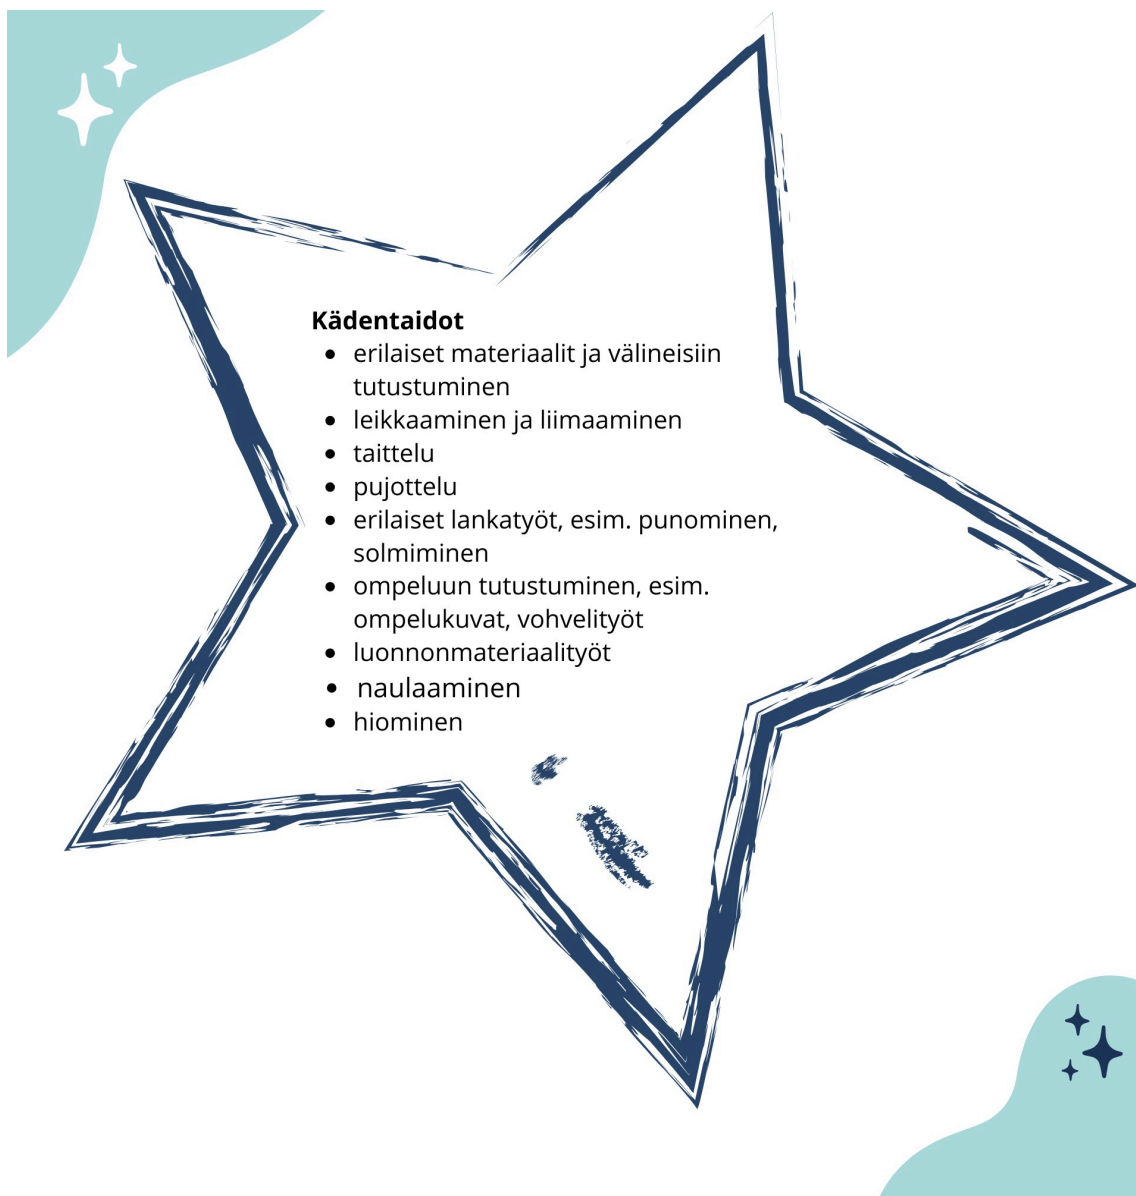 Kädentaidot
• erilaiset materiaalit ja välineisiin
tutustuminen
• leikkaaminen ja liimaaminen
• taittelu
• pujottelu
• erilaiset lankatyöt, esim. punominen,
solmiminen
• ompeluun tutustuminen, esim.
ompelukuvat, vohvelityöt
• luonnonmateriaalityöt
• naulaaminen
• hiominen